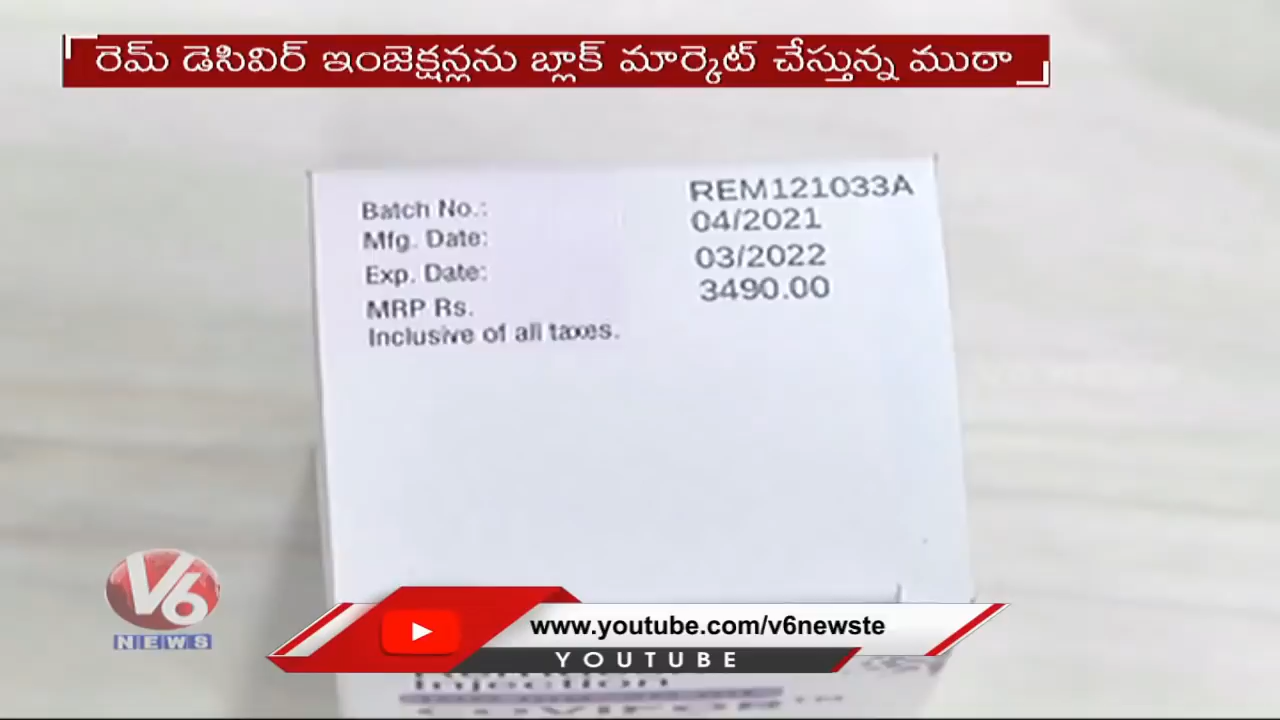 రెమ్ డెసివిర్ ఇంజెక్షన్లను బ్లాక్ మార్కెట్ చేస్తున్న ముఠా
Batch No.: REM121033A
Mfg. Date: 04/2021
Exp. Date: 03/2022
MRP Rs. 3490.00
Inclusive of all taxes.
V6
NEWS
www.youtube.com/v6newste
YOUTUBE
Injection